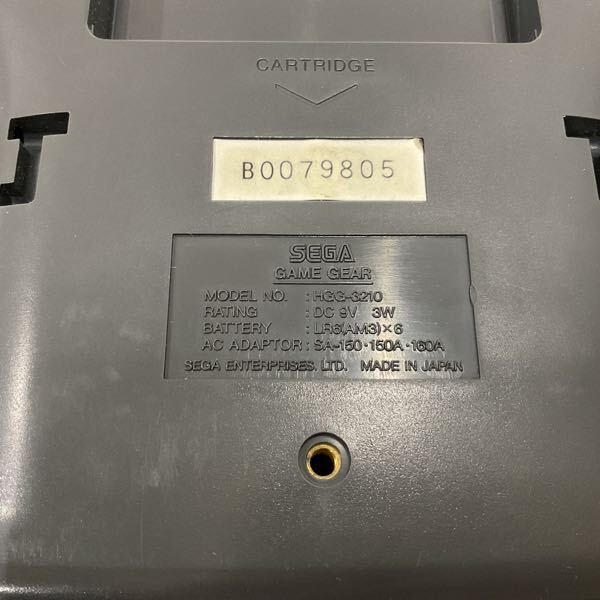 CARTRIDGE
B0079805
SEGA
GAME GEAR
MODEL NO. : HGG-3210
RATING : DC 9V 3W
BATTERY : LR6(AM3)×6
AC ADAPTOR : SA-150·150A·160A
SEGA ENTERPRISES, LTD. MADE IN JAPAN